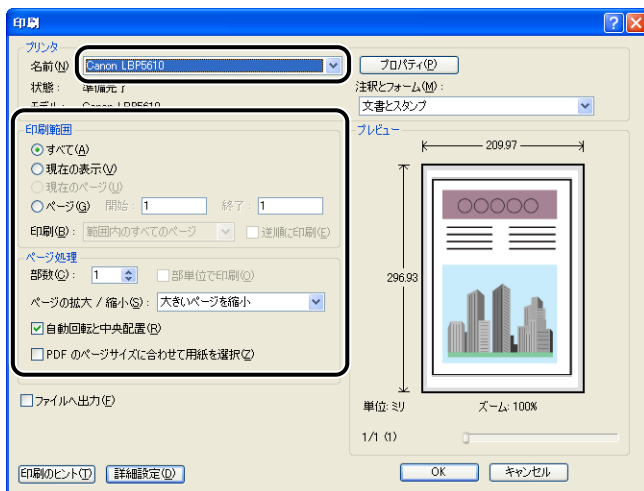 印刷
プリンタ
名前(N) Canon LBP5610 プロパティ(P)
状態： 準備完了 注釈とフォーム(M)：
モデル： Canon LBP5610 文書とスタンプ
印刷範囲 プレビュー
すべて(A) 209.97
現在の表示(V)
現在のページ(U)
ページ(G) 開始： 1 終了： 1
印刷(B)： 範囲内のすべてのページ 逆順に印刷(E)
ページ処理
部数(C)： 1 部単位で印刷(O)
296.93
ページの拡大 / 縮小(S)： 大きいページを縮小
自動回転と中央配置(R)
PDF のページサイズに合わせて用紙を選択(Z)
ファイルへ出力(F) 単位: ミリ ズーム: 100%
1/1 (1)
印刷のヒント(T) 詳細設定(D) OK キャンセル